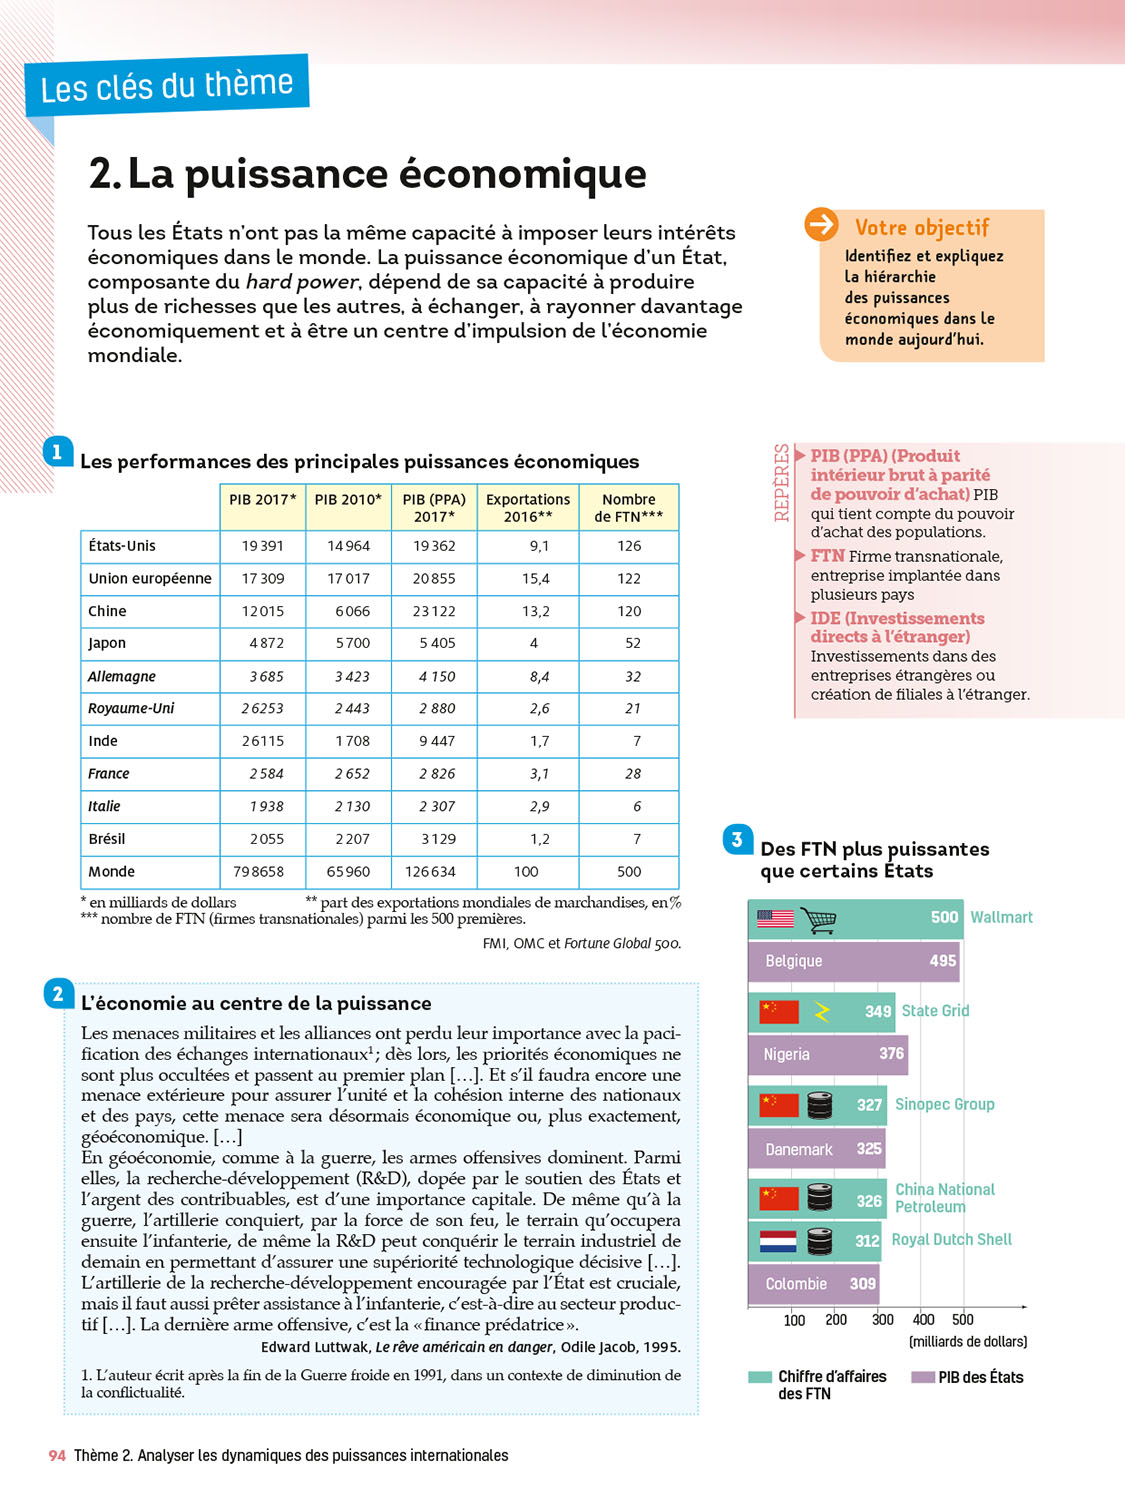 Les clés du thème
2. La puissance économique
Tous les États n'ont pas la même capacité à imposer leurs intérêts
économiques dans le monde. La puissance économique d'un État,
composante du hard power, dépend de sa capacité à produire
plus de richesses que les autres, à échanger, à rayonner davantage
économiquement et à être un centre d'impulsion de l'économie
mondiale.
Votre objectif
Identifiez et expliquez
la hiérarchie
des puissances
économiques dans le
monde aujourd'hui.
1 Les performances des principales puissances économiques
PIB 2017* PIB 2010* PIB (PPA) 2017* Exportations 2016** Nombre de FTN***
États-Unis 19 391 14 964 19 362 9,1 126
Union européenne 17 309 17 017 20 855 15,4 122
Chine 12 015 6 066 23 122 13,2 120
Japon 4 872 5 700 5 405 4 52
Allemagne 3 685 3 423 4 150 8,4 32
Royaume-Uni 2 6253 2 443 2 880 2,6 21
Inde 2 6115 1 708 9 447 1,7 7
France 2 584 2 652 2 826 3,1 28
Italie 1 938 2 130 2 307 2,9 6
Brésil 2 055 2 207 3 129 1,2 7
Monde 79 8658 65 960 126 634 100 500
* en milliards de dollars ** part des exportations mondiales de marchandises, en %
*** nombre de FTN (firmes transnationales) parmi les 500 premières.
FMI, OMC et Fortune Global 500.
REPÈRES
PIB (PPA) (Produit
intérieur brut à parité
de pouvoir d'achat) PIB
qui tient compte du pouvoir
d'achat des populations.
FTN Firme transnationale,
entreprise implantée dans
plusieurs pays
IDE (Investissements
directs à l'étranger)
Investissements dans des
entreprises étrangères ou
création de filiales à l'étranger.
2 L'économie au centre de la puissance
Les menaces militaires et les alliances ont perdu leur importance avec la paci-
fication des échanges internationaux1 ; dès lors, les priorités économiques ne
sont plus occultées et passent au premier plan […]. Et s'il faudra encore une
menace extérieure pour assurer l'unité et la cohésion interne des nationaux
et des pays, cette menace sera désormais économique ou, plus exactement,
géoéconomique. […]
En géoéconomie, comme à la guerre, les armes offensives dominent. Parmi
elles, la recherche-développement (R&D), dopée par le soutien des États et
l'argent des contribuables, est d'une importance capitale. De même qu'à la
guerre, l'artillerie conquiert, par la force de son feu, le terrain qu'occupera
ensuite l'infanterie, de même la R&D peut conquérir le terrain industriel de
demain en permettant d'assurer une supériorité technologique décisive […].
L'artillerie de la recherche-développement encouragée par l'État est cruciale,
mais il faut aussi prêter assistance à l'infanterie, c'est-à-dire au secteur produc-
tif […]. La dernière arme offensive, c'est la « finance prédatrice ».
Edward Luttwak, Le rêve américain en danger, Odile Jacob, 1995.
1. L'auteur écrit après la fin de la Guerre froide en 1991, dans un contexte de diminution de
la conflictualité.
3 Des FTN plus puissantes
que certains États
500 Wallmart
Belgique 495
349 State Grid
Nigeria 376
327 Sinopec Group
Danemark 325
326 China National
Petroleum
312 Royal Dutch Shell
Colombie 309
100 200 300 400 500
(milliards de dollars)
Chiffre d'affaires
des FTN
PIB des États
94 Thème 2. Analyser les dynamiques des puissances internationales